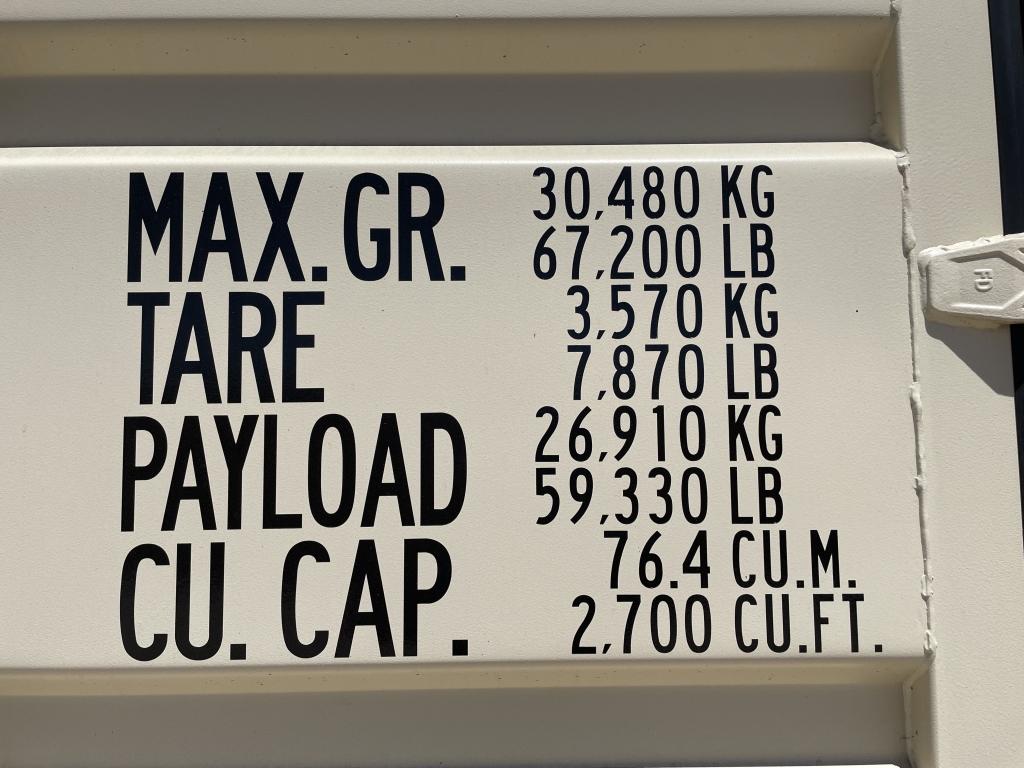 MAX. GR. 30,480 KG
67,200 LB
TARE 3,570 KG
7,870 LB
PAYLOAD 26,910 KG
59,330 LB
CU. CAP. 76.4 CU.M.
2,700 CU.FT.
FD